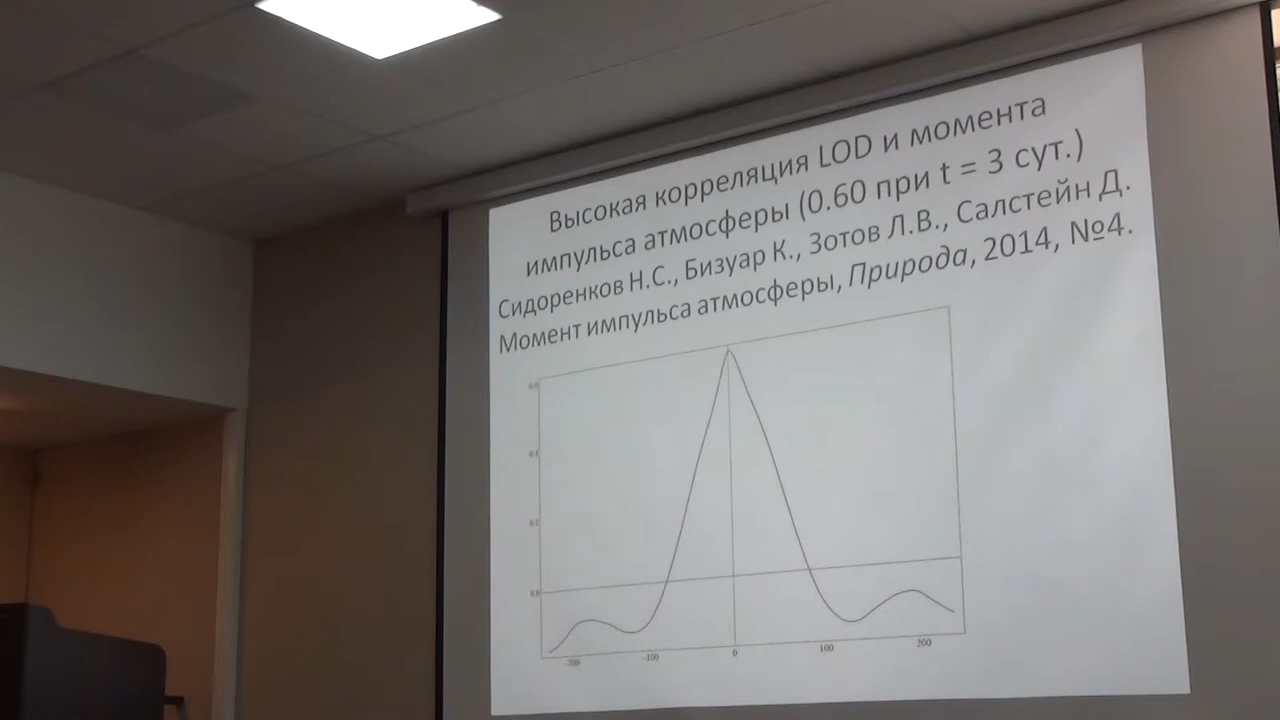 Высокая корреляция LOD и момента
импульса атмосферы (0.60 при t = 3 сут.)
Сидоренков Н.С., Бизуар К., Зотов Л.В., Салстейн Д.
Момент импульса атмосферы, Природа, 2014, №4.
-200 -100 0 100 200